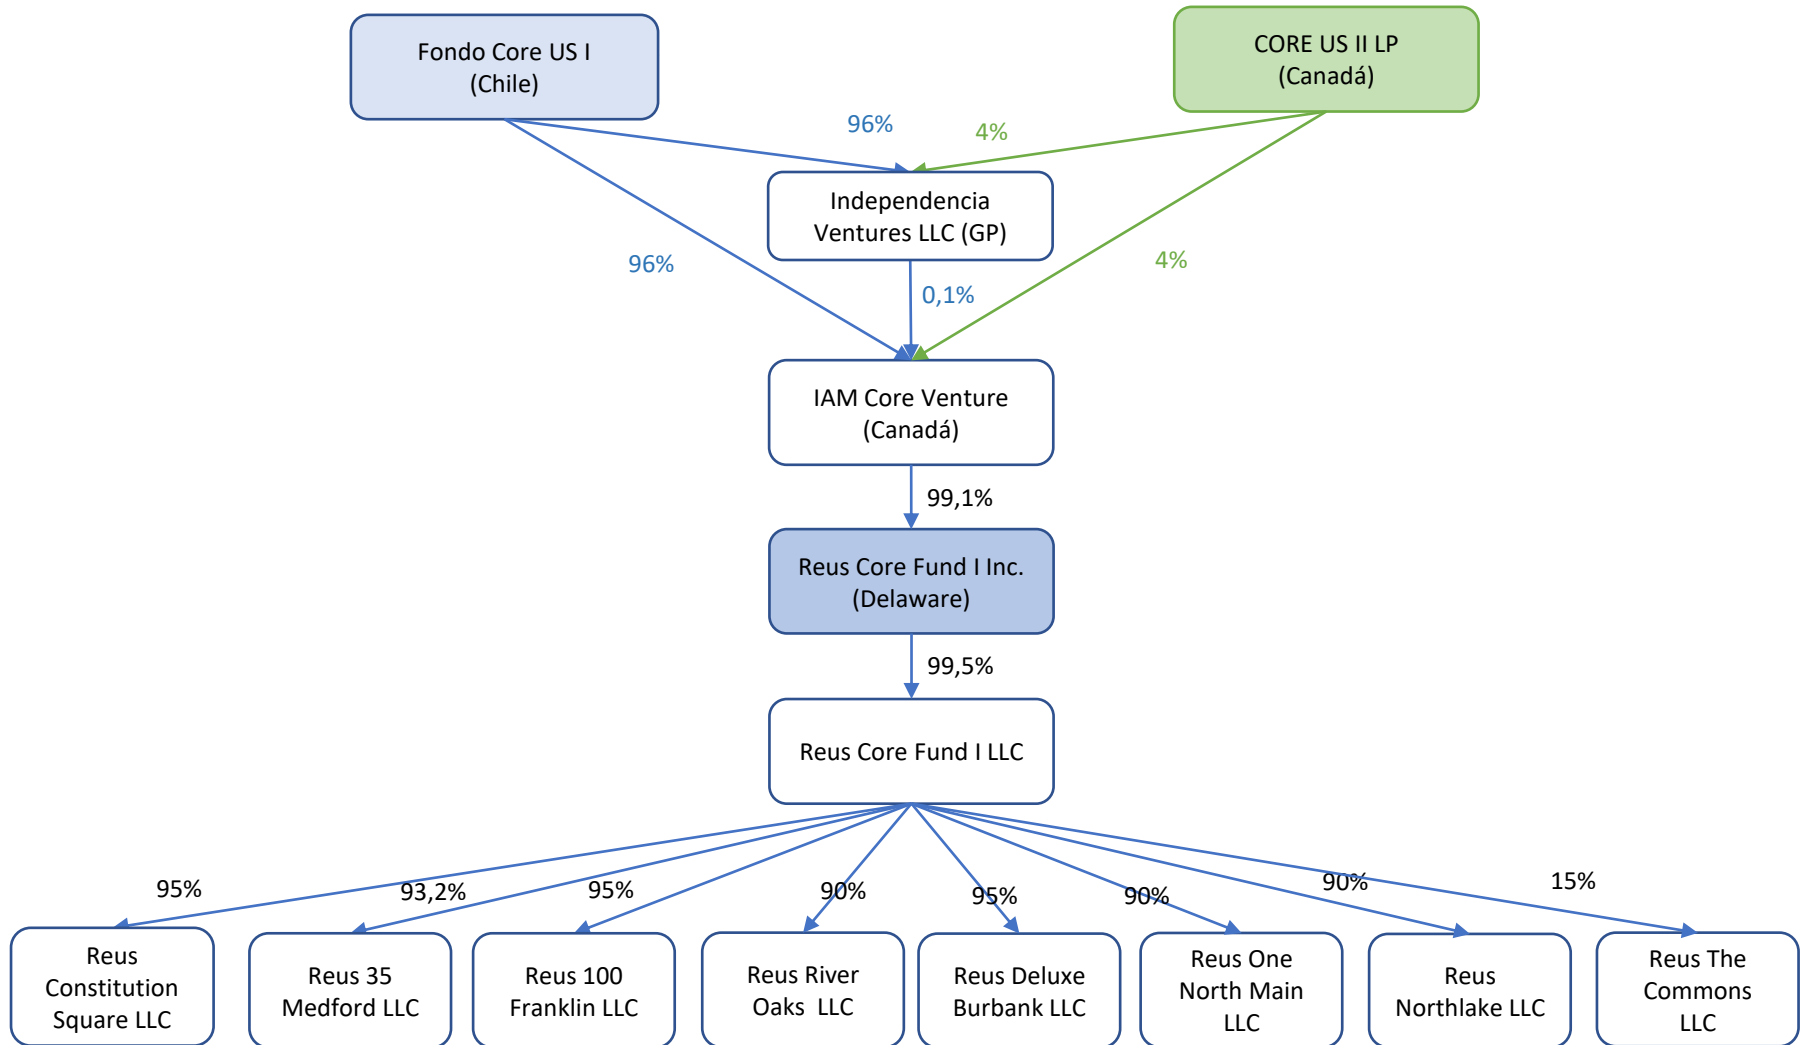 Fondo Core US I
(Chile)
CORE US II LP
(Canadá)
96%
4%
Independencia
Ventures LLC (GP)
96%
4%
0,1%
IAM Core Venture
(Canadá)
99,1%
Reus Core Fund I Inc.
(Delaware)
99,5%
Reus Core Fund I LLC
95%
93,2%
95%
90%
95%
90%
90%
15%
Reus
Constitution
Square LLC
Reus 35
Medford LLC
Reus 100
Franklin LLC
Reus River
Oaks  LLC
Reus Deluxe
Burbank LLC
Reus One
North Main
LLC
Reus
Northlake LLC
Reus The
Commons
LLC